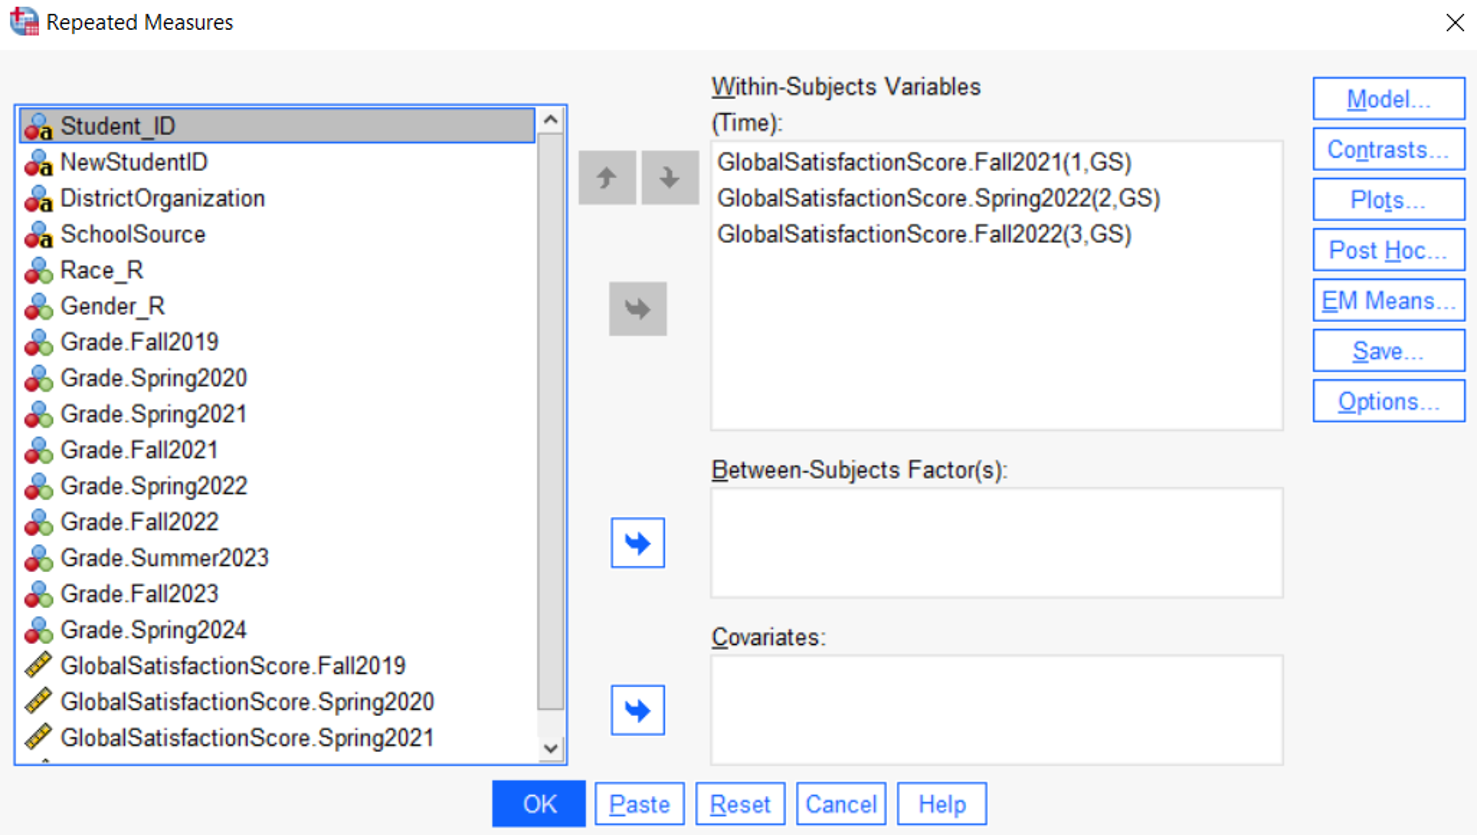 Repeated Measures
Student_ID
NewStudentID
DistrictOrganization
SchoolSource
Race_R
Gender_R
Grade.Fall2019
Grade.Spring2020
Grade.Spring2021
Grade.Fall2021
Grade.Spring2022
Grade.Fall2022
Grade.Summer2023
Grade.Fall2023
Grade.Spring2024
GlobalSatisfactionScore.Fall2019
GlobalSatisfactionScore.Spring2020
GlobalSatisfactionScore.Spring2021
Within-Subjects Variables
(Time):
GlobalSatisfactionScore.Fall2021(1,GS)
GlobalSatisfactionScore.Spring2022(2,GS)
GlobalSatisfactionScore.Fall2022(3,GS)
Between-Subjects Factor(s):
Covariates:
Model...
Contrasts...
Plots...
Post Hoc...
EM Means...
Save...
Options...
OK
Paste
Reset
Cancel
Help